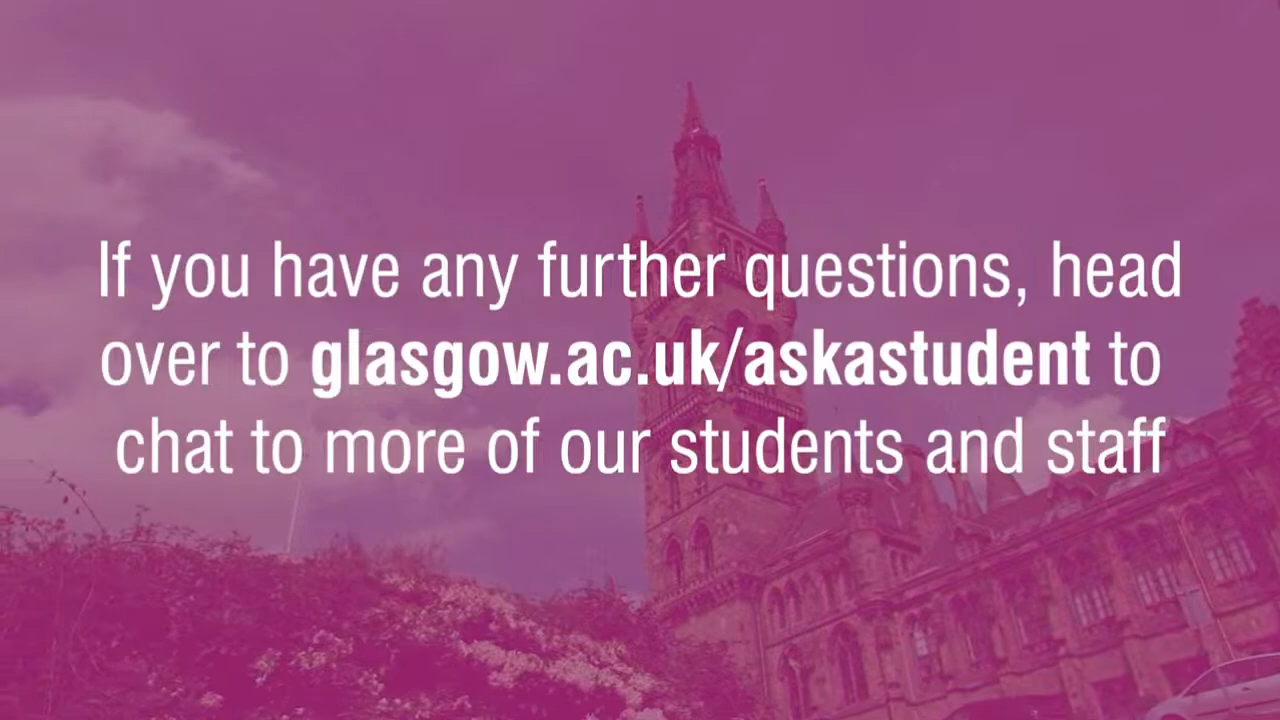 If you have any further questions, head
over to glasgow.ac.uk/askastudent to
chat to more of our students and staff